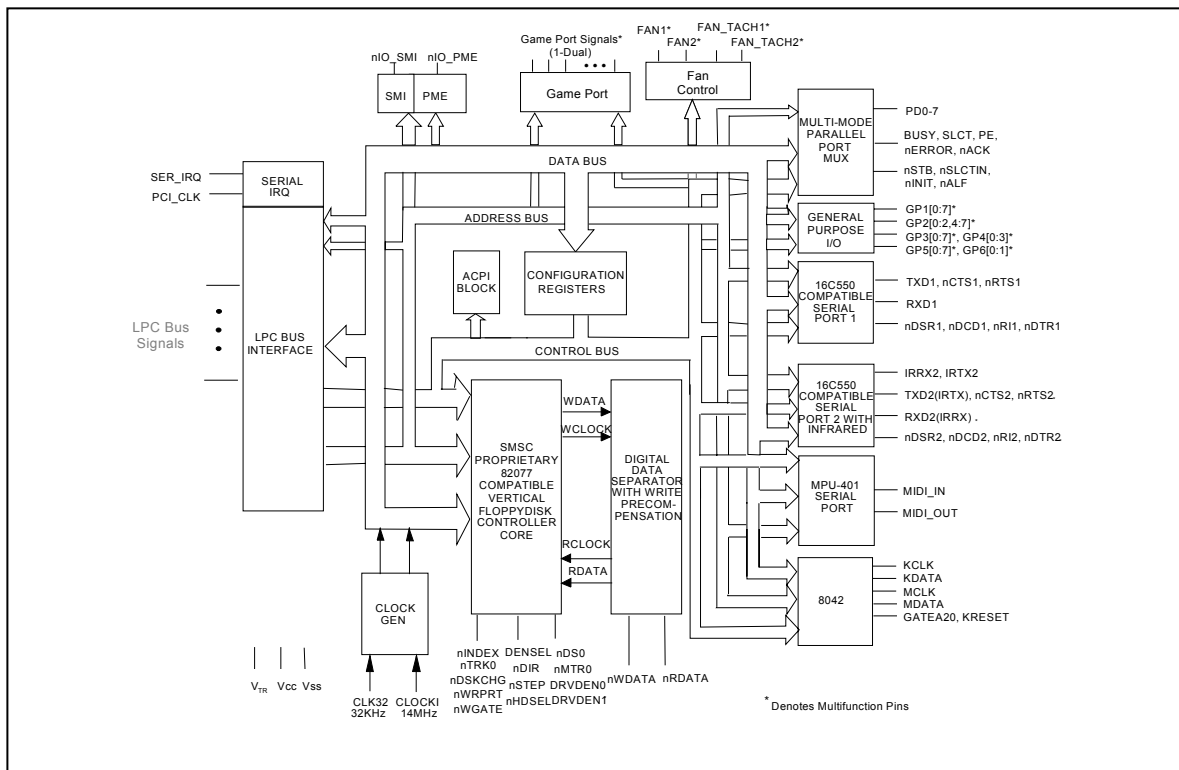 Game Port Signals*
(1-Dual)
FAN1*
FAN2*
FAN_TACH1*
FAN_TACH2*
nIO_SMI
nIO_PME
SMI
PME
Game Port
Fan
Control
MULTI-MODE
PARALLEL
PORT
MUX
PD0-7
BUSY, SLCT, PE,
nERROR, nACK
nSTB, nSLCTIN,
nINIT, nALF
DATA BUS
SER_IRQ
PCI_CLK
SERIAL
IRQ
ADDRESS BUS
GENERAL
PURPOSE
I/O
GP1[0:7]*
GP2[0:2,4:7]*
GP3[0:7]*, GP4[0:3]*
GP5[0:7]*, GP6[0:1]*
ACPI
BLOCK
CONFIGURATION
REGISTERS
16C550
COMPATIBLE
SERIAL
PORT 1
TXD1, nCTS1, nRTS1
RXD1
nDSR1, nDCD1, nRI1, nDTR1
LPC Bus
Signals
LPC BUS
INTERFACE
CONTROL BUS
16C550
COMPATIBLE
SERIAL
PORT 2 WITH
INFRARED
IRRX2, IRTX2
TXD2(IRTX), nCTS2, nRTS2.
RXD2(IRRX) .
nDSR2, nDCD2, nRI2, nDTR2.
SMSC
PROPRIETARY
82077
COMPATIBLE
VERTICAL
FLOPPYDISK
CONTROLLER
CORE
WDATA
WCLOCK
RCLOCK
RDATA
DIGITAL
DATA
SEPARATOR
WITH WRITE
PRECOM-
PENSATION
MPU-401
SERIAL
PORT
MIDI_IN
MIDI_OUT
8042
KCLK
KDATA
MCLK
MDATA
GATEA20, KRESET
CLOCK
GEN
VTR
Vcc
Vss
CLK32
32KHz
CLOCKI
14MHz
nINDEX
nTRK0
nDSKCHG
nWRPRT
nWGATE
DENSEL
nDIR
nSTEP
nHDSEL
nDS0
nMTR0
DRVDEN0
DRVDEN1
nWDATA
nRDATA
* Denotes Multifunction Pins